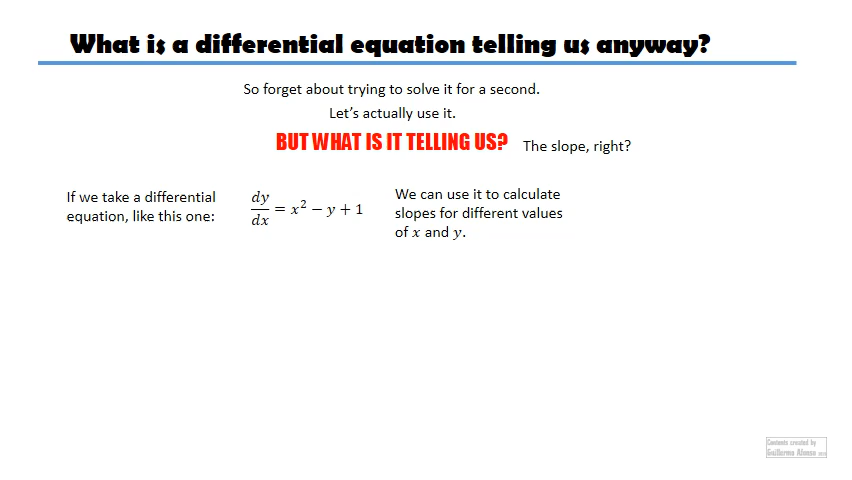 What is a differential equation telling us anyway?
So forget about trying to solve it for a second.
Let's actually use it.
BUT WHAT IS IT TELLING US? The slope, right?
If we take a differential
equation, like this one:
dy/dx = x² − y + 1
We can use it to calculate
slopes for different values
of x and y.
Contents created by
Guillermo Alonso